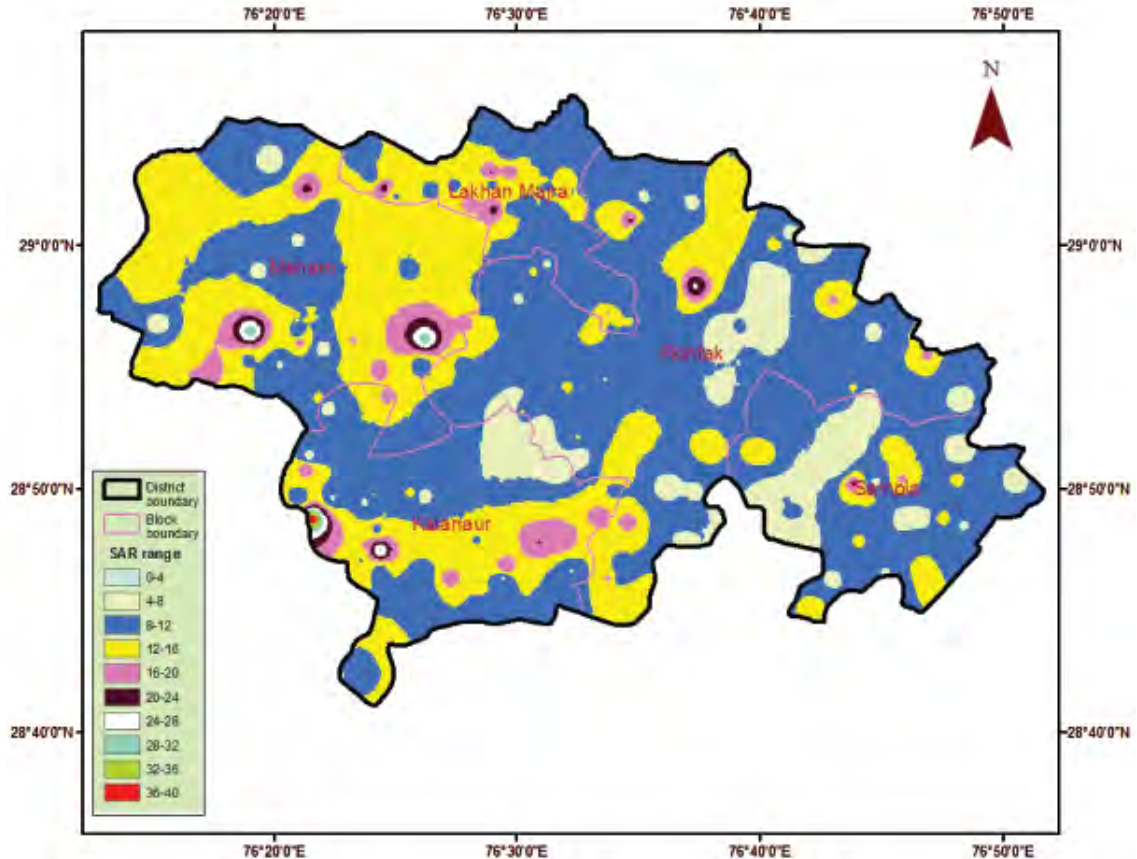 76°20'0"E 76°30'0"E 76°40'0"E 76°50'0"E
N
Lakhan Majra
29°0'0"N 29°0'0"N
Meham
Rohtak
28°50'0"N 28°50'0"N
Sampla
Kalanaur
District
boundary
Block
boundary
SAR range
0-4
4-8
8-12
12-16
16-20
20-24
24-28
28-32
32-36
36-40
28°40'0"N 28°40'0"N
76°20'0"E 76°30'0"E 76°40'0"E 76°50'0"E